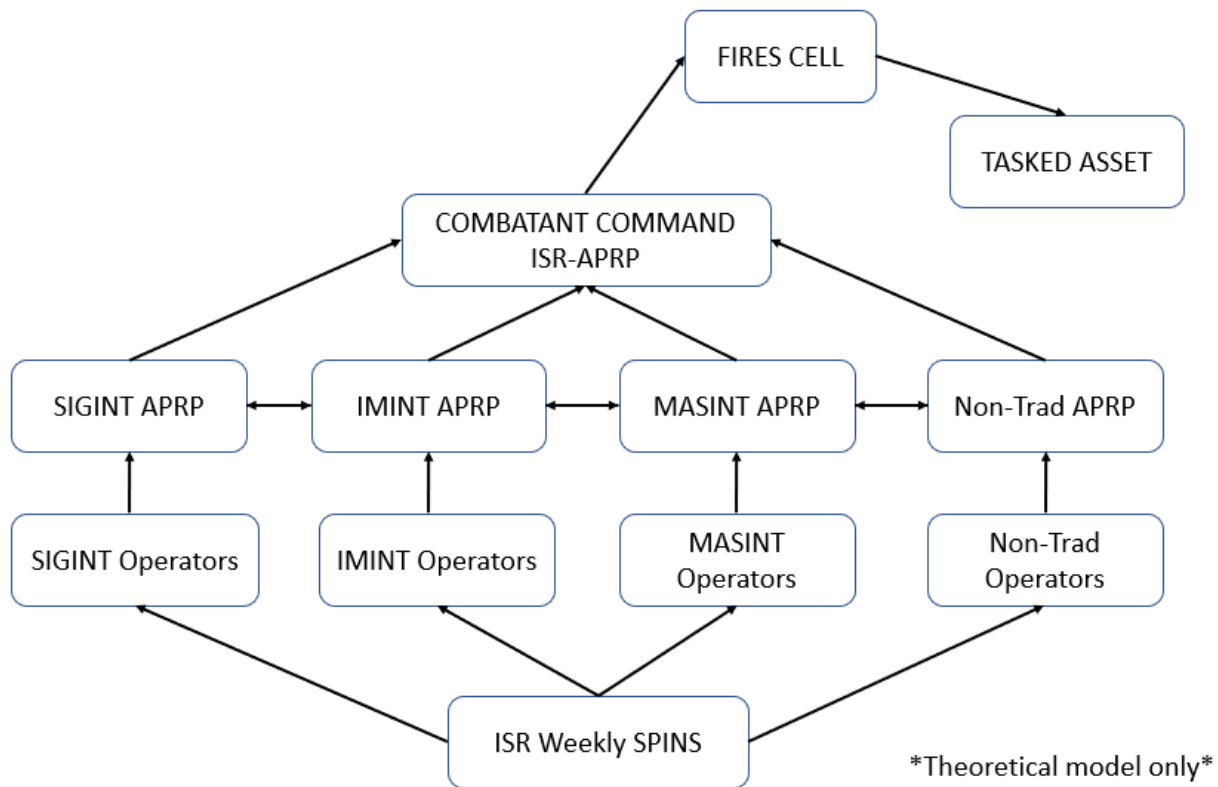 FIRES CELL
TASKED ASSET
COMBATANT COMMAND
ISR-APRP
SIGINT APRP
IMINT APRP
MASINT APRP
Non-Trad APRP
SIGINT Operators
IMINT Operators
MASINT
Operators
Non-Trad
Operators
ISR Weekly SPINS
*Theoretical model only*